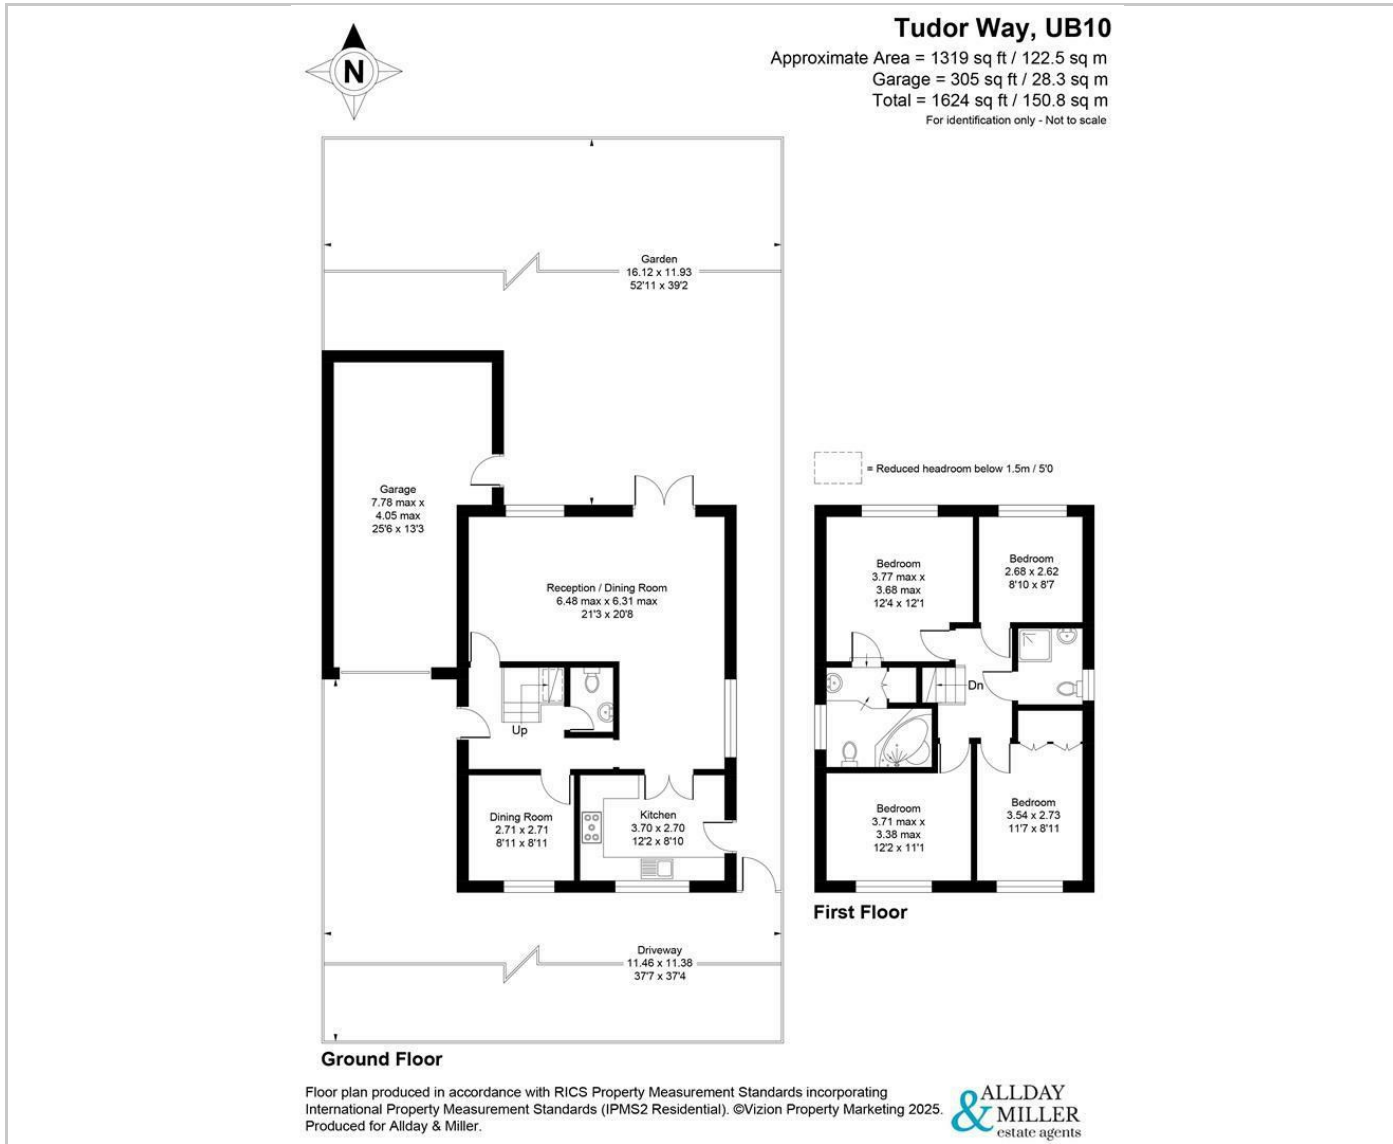 Tudor Way, UB10
Approximate Area = 1319 sq ft / 122.5 sq m
Garage = 305 sq ft / 28.3 sq m
Total = 1624 sq ft / 150.8 sq m
For identification only - Not to scale
N
Garden
16.12 x 11.93
52'11 x 39'2
Garage
7.78 max x
4.05 max
25'6 x 13'3
Reception / Dining Room
6.48 max x 6.31 max
21'3 x 20'8
Up
Dining Room
2.71 x 2.71
8'11 x 8'11
Kitchen
3.70 x 2.70
12'2 x 8'10
Driveway
11.46 x 11.38
37'7 x 37'4
Ground Floor
= Reduced headroom below 1.5m / 5'0
Bedroom
3.77 max x
3.68 max
12'4 x 12'1
Bedroom
2.68 x 2.62
8'10 x 8'7
Dn
Bedroom
3.71 max x
3.38 max
12'2 x 11'1
Bedroom
3.54 x 2.73
11'7 x 8'11
First Floor
Floor plan produced in accordance with RICS Property Measurement Standards incorporating
International Property Measurement Standards (IPMS2 Residential). ©Vizion Property Marketing 2025.
Produced for Allday & Miller.
ALLDAY
& MILLER
estate agents